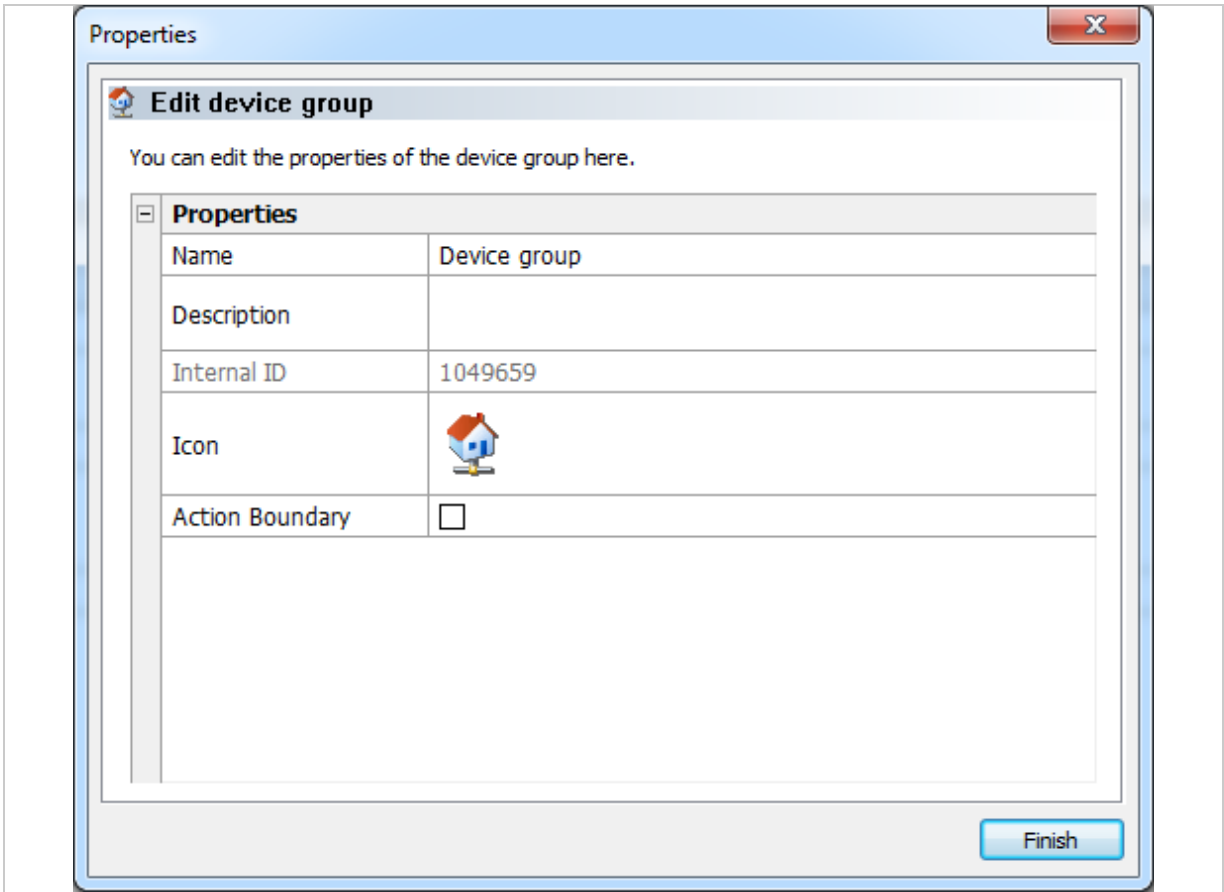 Properties
Edit device group
You can edit the properties of the device group here.
Properties
Name Device group
Description
Internal ID 1049659
Icon
Action Boundary
Finish